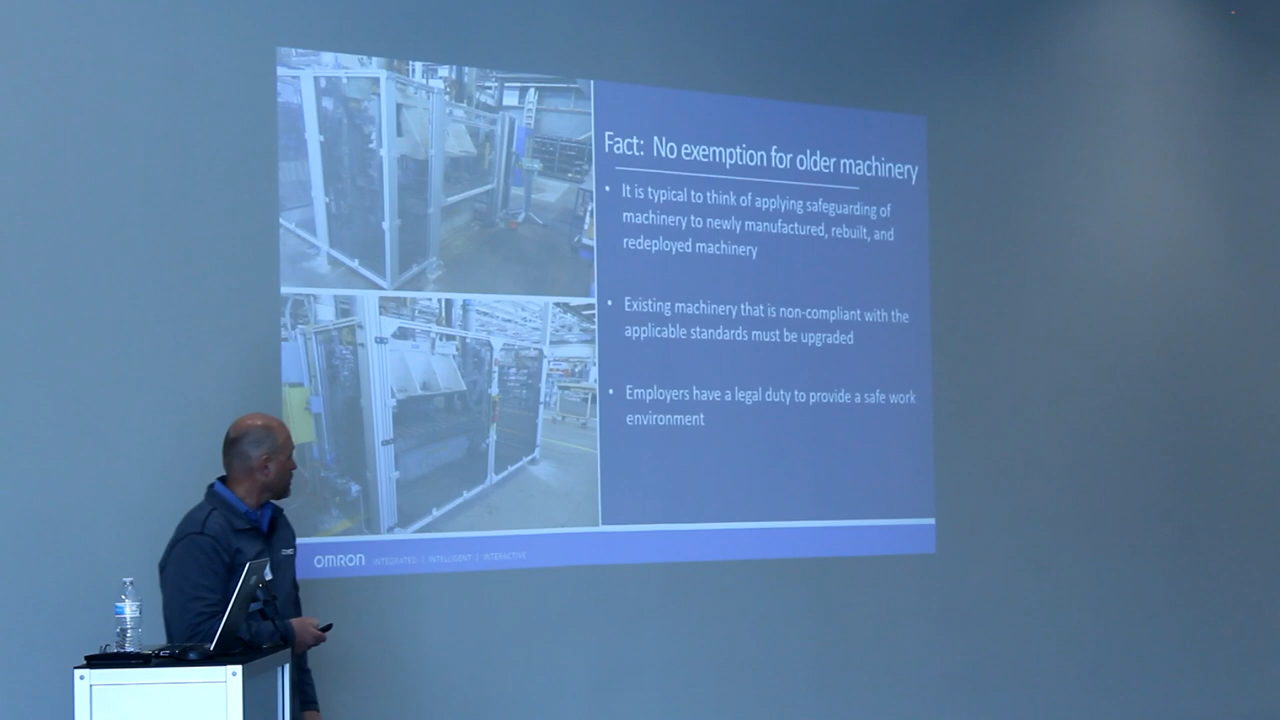 Fact: No exemption for older machinery
• It is typical to think of applying safeguarding of
machinery to newly manufactured, rebuilt, and
redeployed machinery
• Existing machinery that is non-compliant with the
applicable standards must be upgraded
• Employers have a legal duty to provide a safe work
environment
OMRON INTEGRATED | INTELLIGENT | INTERACTIVE